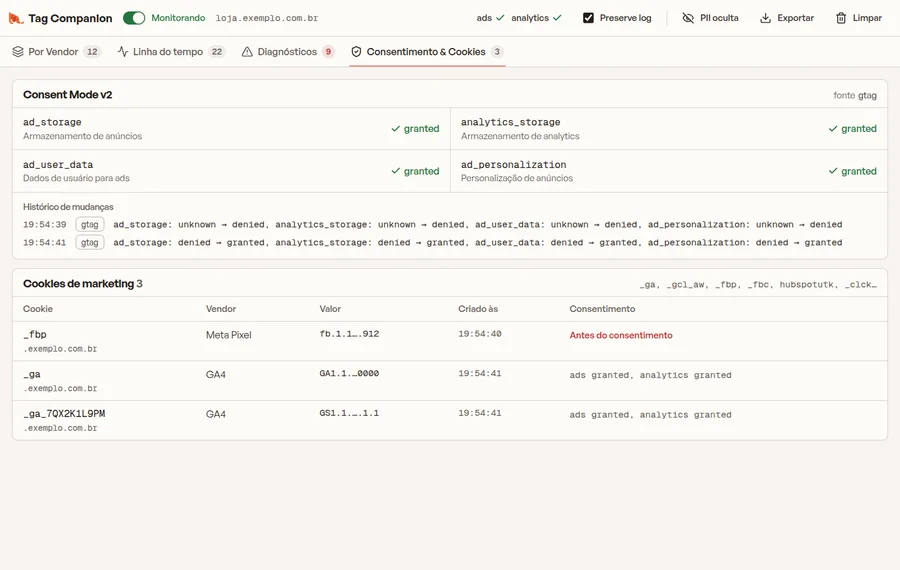 Tag Companion Monitorando loja.exemplo.com.br ads analytics Preserve log PII oculta Exportar Limpar
Por Vendor 12 Linha do tempo 22 Diagnósticos 9 Consentimento & Cookies 3
Consent Mode v2 fonte gtag
ad_storage granted analytics_storage granted
Armazenamento de anúncios Armazenamento de analytics
ad_user_data granted ad_personalization granted
Dados de usuário para ads Personalização de anúncios
Histórico de mudanças
19:54:39 gtag ad_storage: unknown → denied, analytics_storage: unknown → denied, ad_user_data: unknown → denied, ad_personalization: unknown → denied
19:54:41 gtag ad_storage: denied → granted, analytics_storage: denied → granted, ad_user_data: denied → granted, ad_personalization: denied → granted
Cookies de marketing 3 _ga, _gcl_aw, _fbp, _fbc, hubspotutk, _clck…
Cookie Vendor Valor Criado às Consentimento
_fbp Meta Pixel fb.1.1….912 19:54:40 Antes do consentimento
.exemplo.com.br
_ga GA4 GA1.1.…0000 19:54:41 ads granted, analytics granted
.exemplo.com.br
_ga_7QX2K1L9PM GA4 GS1.1.….1.1 19:54:41 ads granted, analytics granted
.exemplo.com.br